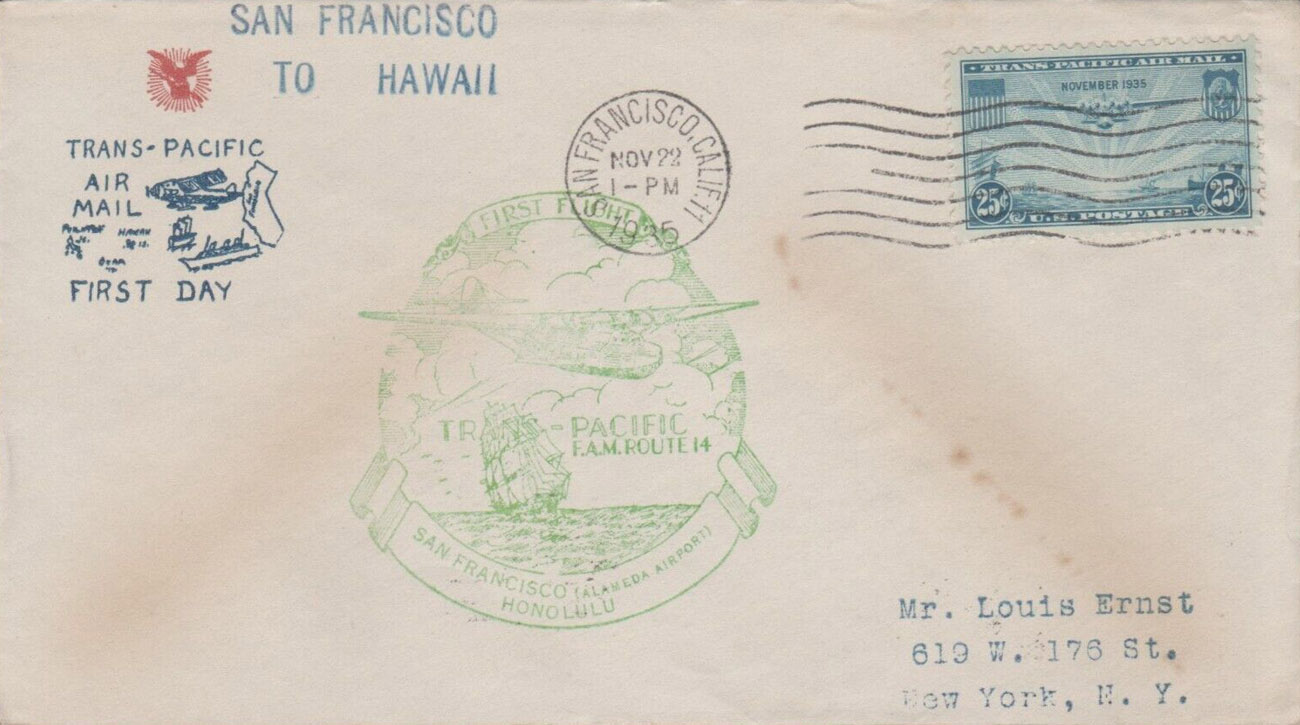 SAN FRANCISCO
TO HAWAII
TRANS-PACIFIC
AIR
MAIL
HAWAII
FIRST DAY
SAN FRANCISCO, CALIF. 11
NOV 22
1-PM
1935
TRANS-PACIFIC AIR MAIL
NOVEMBER 1935
25¢ 25¢
U.S. POSTAGE
FIRST FLIGHT
TRANS-PACIFIC
F.A.M. ROUTE 14
SAN FRANCISCO (ALAMEDA AIRPORT)
HONOLULU
Mr. Louis Ernst
619 W. 176 St.
New York, N. Y.